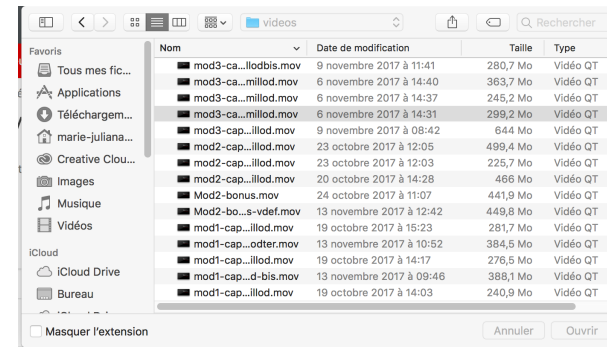 videos
Rechercher
Favoris
Tous mes fic...
Applications
Téléchargem...
marie-juliana...
Creative Clou...
Images
Musique
Vidéos
iCloud
iCloud Drive
Bureau
Nom Date de modification Taille Type
mod3-ca...llodbis.mov 9 novembre 2017 à 11:41 280,7 Mo Vidéo QT
mod3-ca...millod.mov 6 novembre 2017 à 14:40 363,7 Mo Vidéo QT
mod3-ca...millod.mov 6 novembre 2017 à 14:37 245,2 Mo Vidéo QT
mod3-ca...millod.mov 6 novembre 2017 à 14:31 299,2 Mo Vidéo QT
mod3-cap...illod.mov 9 novembre 2017 à 08:42 644 Mo Vidéo QT
mod2-cap...illod.mov 23 octobre 2017 à 12:05 499,4 Mo Vidéo QT
mod2-cap...illod.mov 23 octobre 2017 à 12:03 225,7 Mo Vidéo QT
mod2-cap...illod.mov 20 octobre 2017 à 14:28 466 Mo Vidéo QT
Mod2-bonus.mov 24 octobre 2017 à 11:07 441,9 Mo Vidéo QT
Mod2-bo...s-vdef.mov 13 novembre 2017 à 12:42 449,8 Mo Vidéo QT
mod1-cap...illod.mov 19 octobre 2017 à 15:23 281,7 Mo Vidéo QT
mod1-cap...odter.mov 13 novembre 2017 à 10:52 384,5 Mo Vidéo QT
mod1-cap...illod.mov 19 octobre 2017 à 14:17 276,5 Mo Vidéo QT
mod1-cap...d-bis.mov 13 novembre 2017 à 09:46 388,1 Mo Vidéo QT
mod1-cap...illod.mov 19 octobre 2017 à 14:03 240,9 Mo Vidéo QT
Masquer l'extension
Annuler
Ouvrir